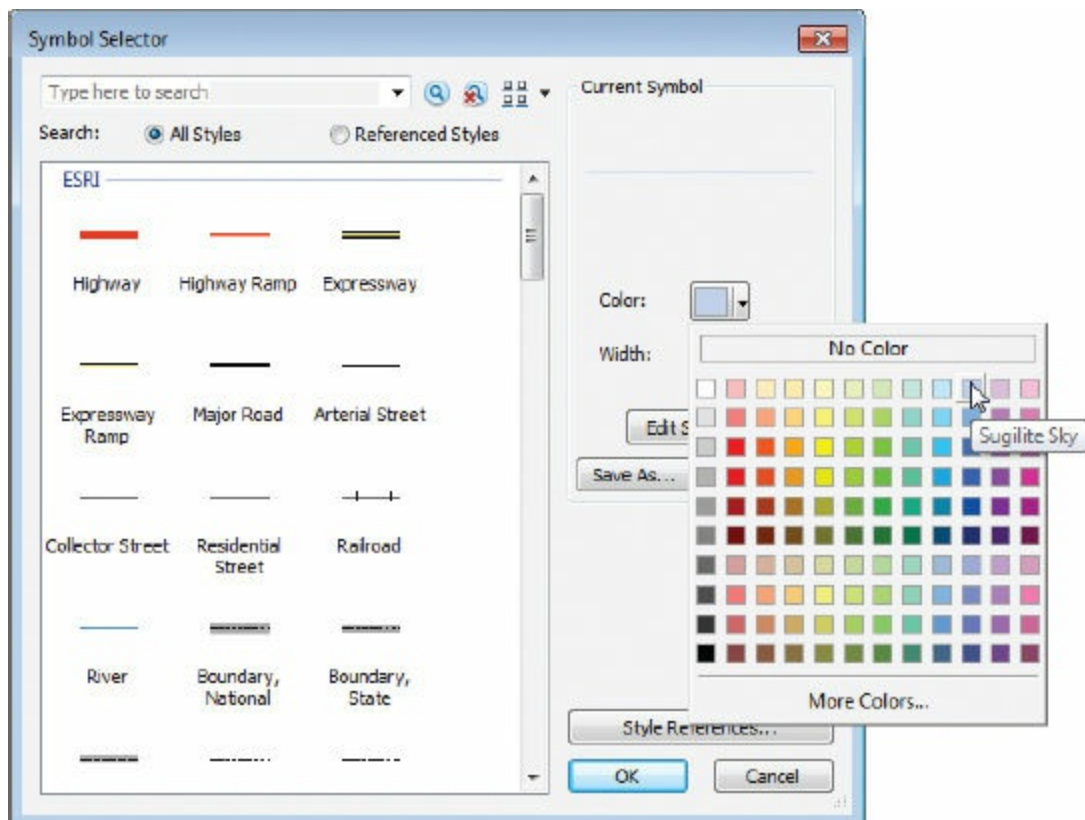 Symbol Selector
Type here to search
Search: All Styles Referenced Styles
ESRI
Highway Highway Ramp Expressway
Expressway Ramp Major Road Arterial Street
Collector Street Residential Street Railroad
River Boundary, National Boundary, State
Current Symbol
Color:
Width:
Edit S
Save As...
No Color
Sugilite Sky
More Colors...
Style References...
OK Cancel